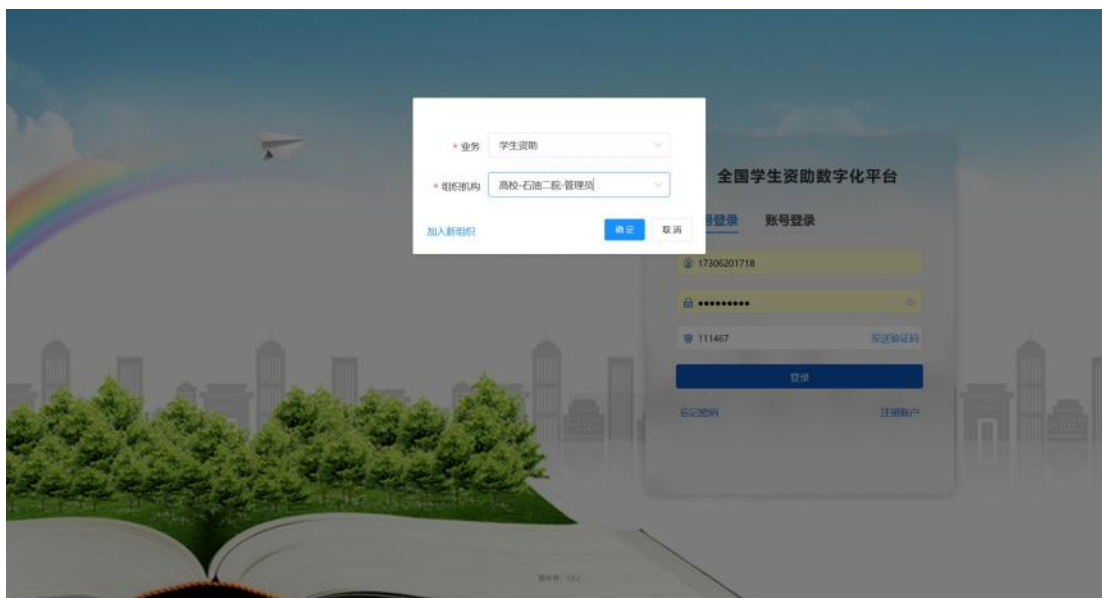 * 业务 学生资助
* 组织机构 高校-石油二院-管理员
加入新组织 确定 取消
全国学生资助数字化平台
号登录 账号登录
17306201718
•••••••••
111467 发送验证码
登录
忘记密码 注册账户